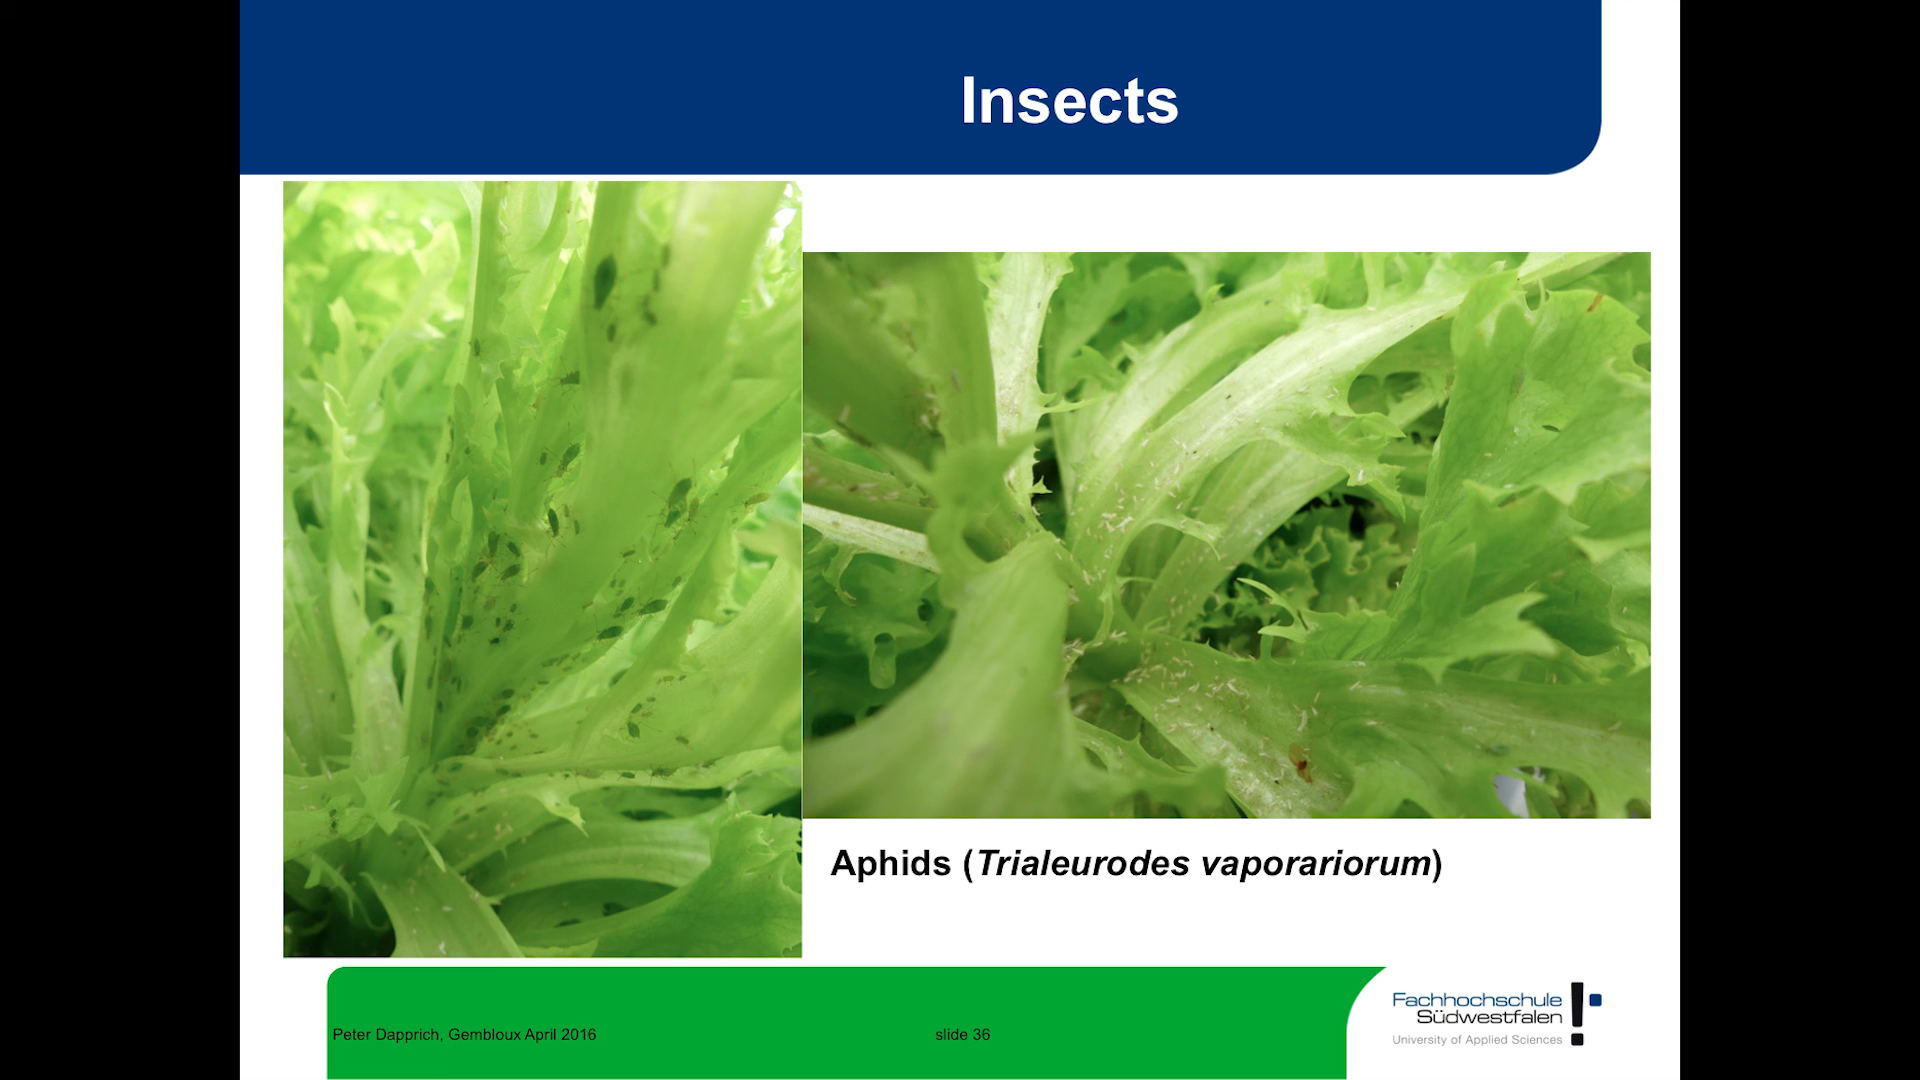 Insects
Aphids (Trialeurodes vaporariorum)
Peter Dapprich, Gembloux April 2016
slide 36
Fachhochschule
Südwestfalen
University of Applied Sciences